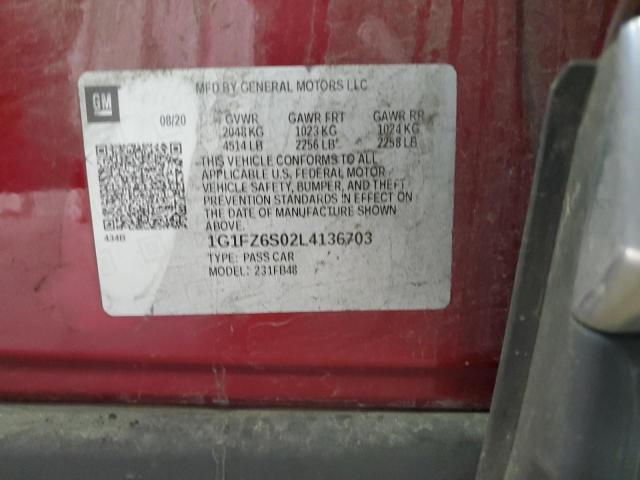 GM
MFD BY GENERAL MOTORS LLC
08/20
GVWR GAWR FRT GAWR RR
2048 KG 1023 KG 1024 KG
4514 LB 2256 LB 2258 LB
THIS VEHICLE CONFORMS TO ALL
APPLICABLE U.S. FEDERAL MOTOR
VEHICLE SAFETY, BUMPER, AND THEFT
PREVENTION STANDARDS IN EFFECT ON
THE DATE OF MANUFACTURE SHOWN
ABOVE.
434B
1G1FZ6S02L4136703
TYPE: PASS CAR
MODEL: 231FB48